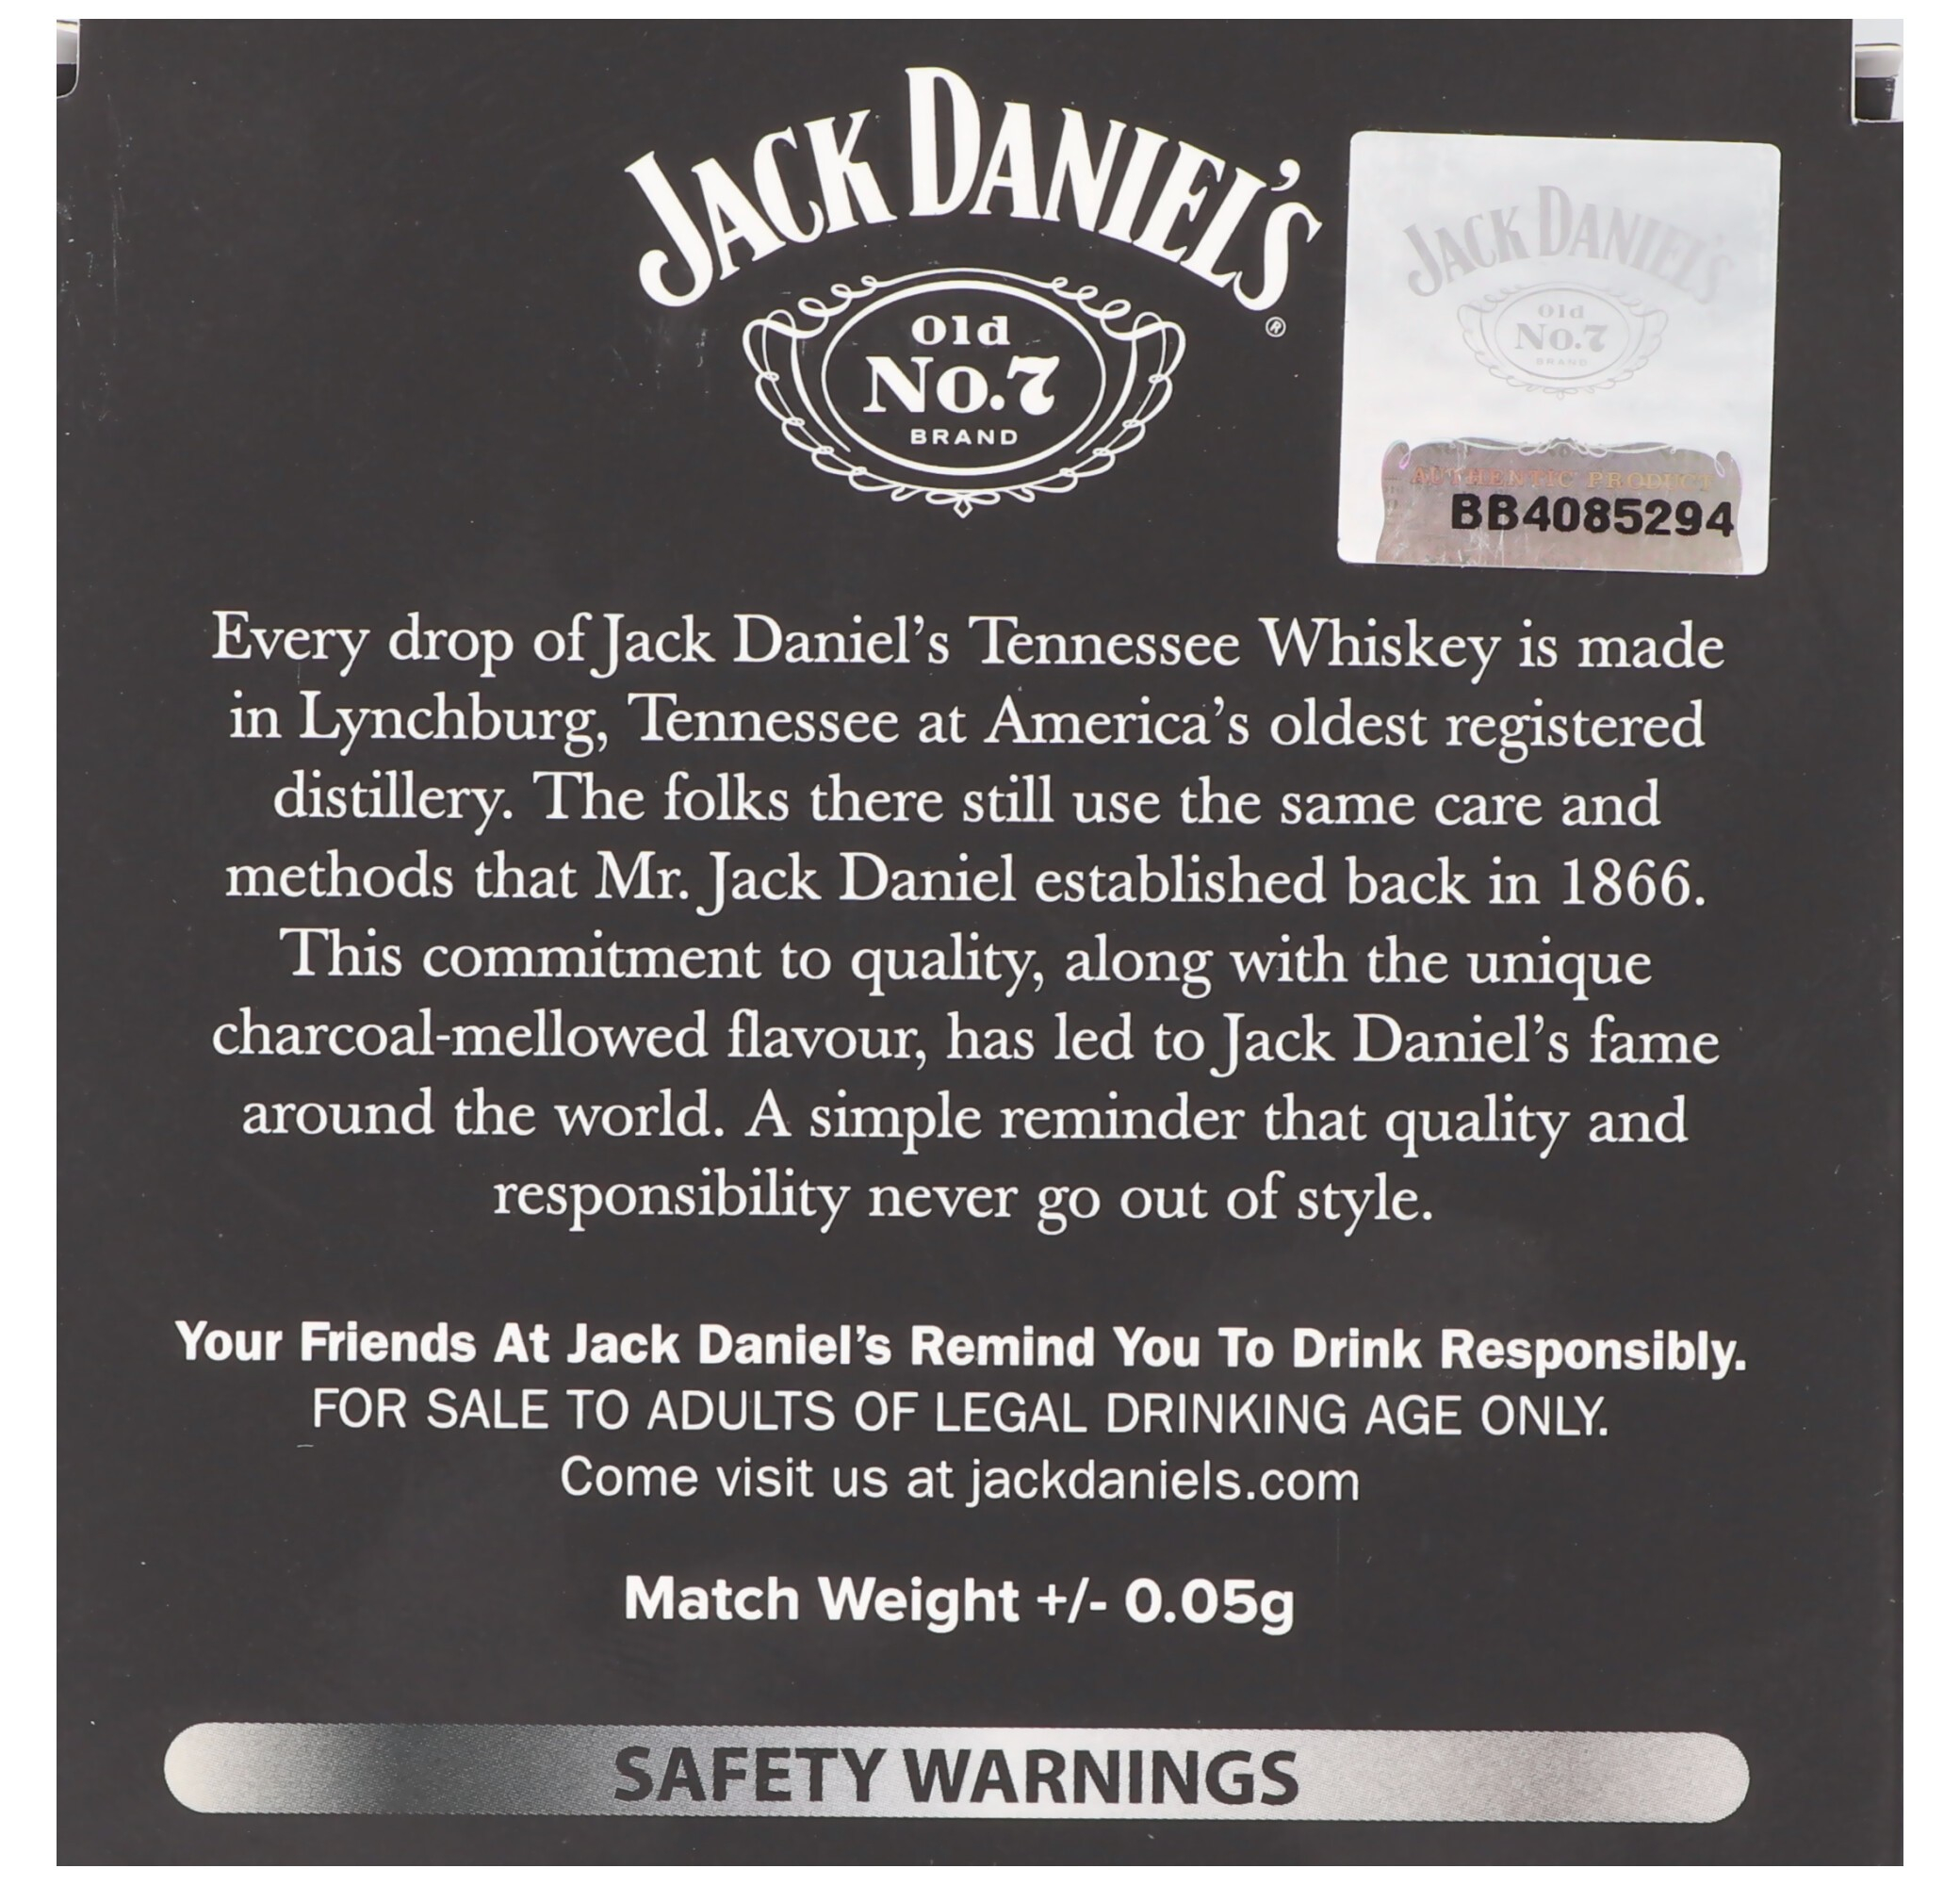 JACK DANIEL'S
®
Old
No.7
BRAND
JACK DANIEL'S
Old
No.7
BRAND
AUTHENTIC PRODUCT
BB4085294
Every drop of Jack Daniel’s Tennessee Whiskey is made
in Lynchburg, Tennessee at America’s oldest registered
distillery. The folks there still use the same care and
methods that Mr. Jack Daniel established back in 1866.
This commitment to quality, along with the unique
charcoal-mellowed flavour, has led to Jack Daniel’s fame
around the world. A simple reminder that quality and
responsibility never go out of style.
Your Friends At Jack Daniel’s Remind You To Drink Responsibly.
FOR SALE TO ADULTS OF LEGAL DRINKING AGE ONLY.
Come visit us at jackdaniels.com
Match Weight +/- 0.05g
SAFETY WARNINGS